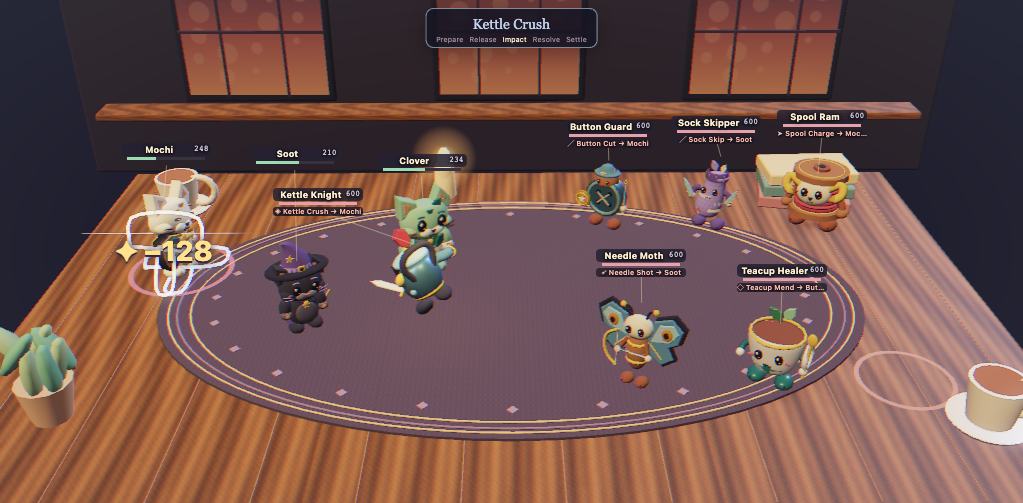 Kettle Crush
Prepare Release Impact Resolve Settle
Mochi 248
Soot 210
Clover 234
Kettle Knight 600
Kettle Crush → Mochi
Button Guard 600
Button Cut → Mochi
Sock Skipper 600
Sock Skip → Soot
Spool Ram 600
Spool Charge → Moc...
-128
Needle Moth 600
Needle Shot → Soot
Teacup Healer 600
Teacup Mend → But...